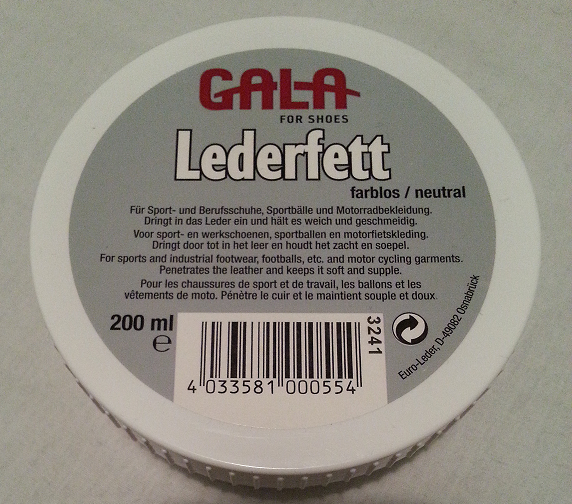 GALA
FOR SHOES
Lederfett
farblos / neutral
Für Sport- und Berufsschuhe, Sportbälle und Motorradbekleidung.
Dringt in das Leder ein und hält es weich und geschmeidig.
Voor sport- en werkschoenen, sportballen en motorfietskleding.
Dringt door tot in het leer en houdt het zacht en soepel.
For sports and industrial footwear, footballs, etc. and motor cycling garments.
Penetrates the leather and keeps it soft and supple.
Pour les chaussures de sport et de travail, les ballons et les
vêtements de moto. Pénètre le cuir et le maintient souple et doux.
200 ml
e
3241
4 033581 000554
Euro-Leder, D-49082 Osnabrück